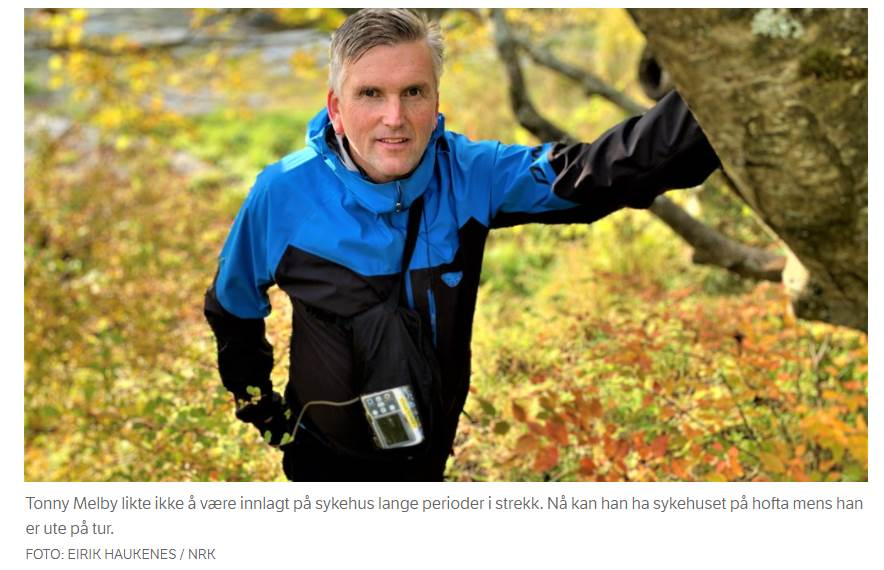 Tonny Melby likte ikke å være innlagt på sykehus lange perioder i strekk. Nå kan han ha sykehuset på hofta mens han
er ute på tur.
FOTO: EIRIK HAUKENES / NRK